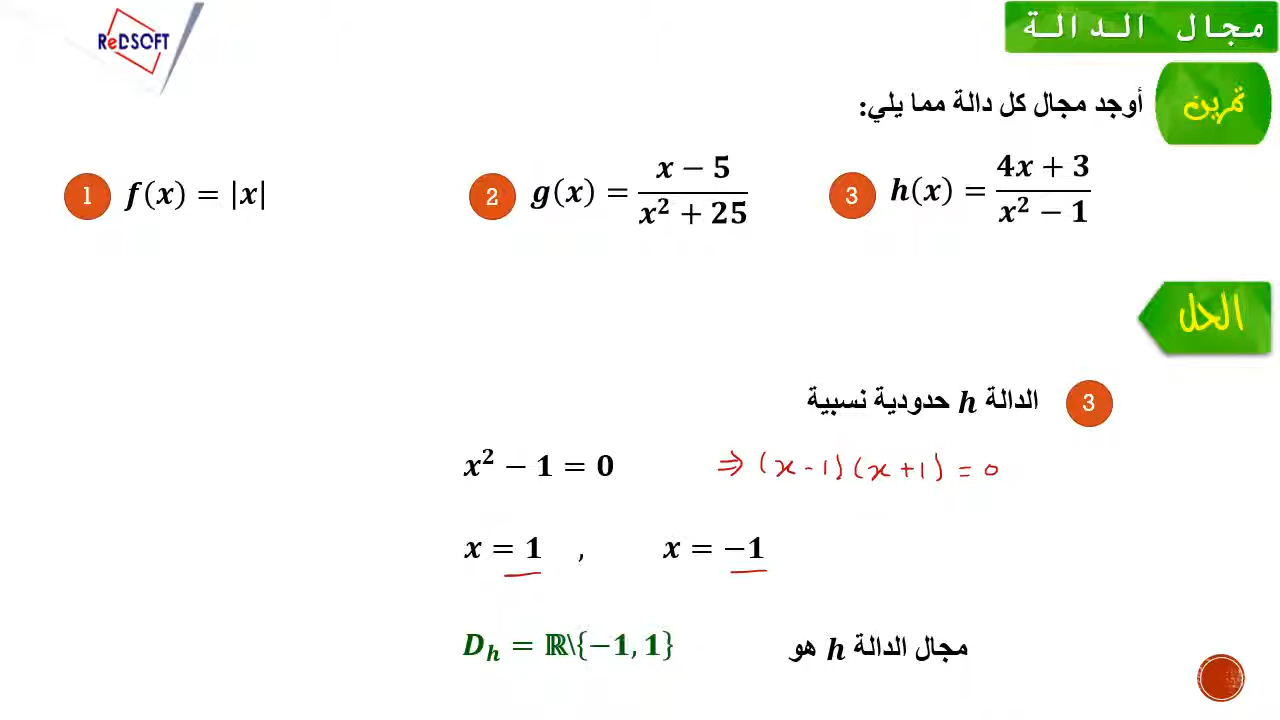 ReDSOFT
مجال الدالة
تمرين
أوجد مجال كل دالة مما يلي:
1 f(x) = |x|
2 g(x) = (x − 5)/(x² + 25)
3 h(x) = (4x + 3)/(x² − 1)
الحل
3 الدالة h حدودية نسبية
x² − 1 = 0 ⇒ (x - 1)(x + 1) = 0
x = 1 , x = −1
مجال الدالة h هو D_h = ℝ\{−1, 1}